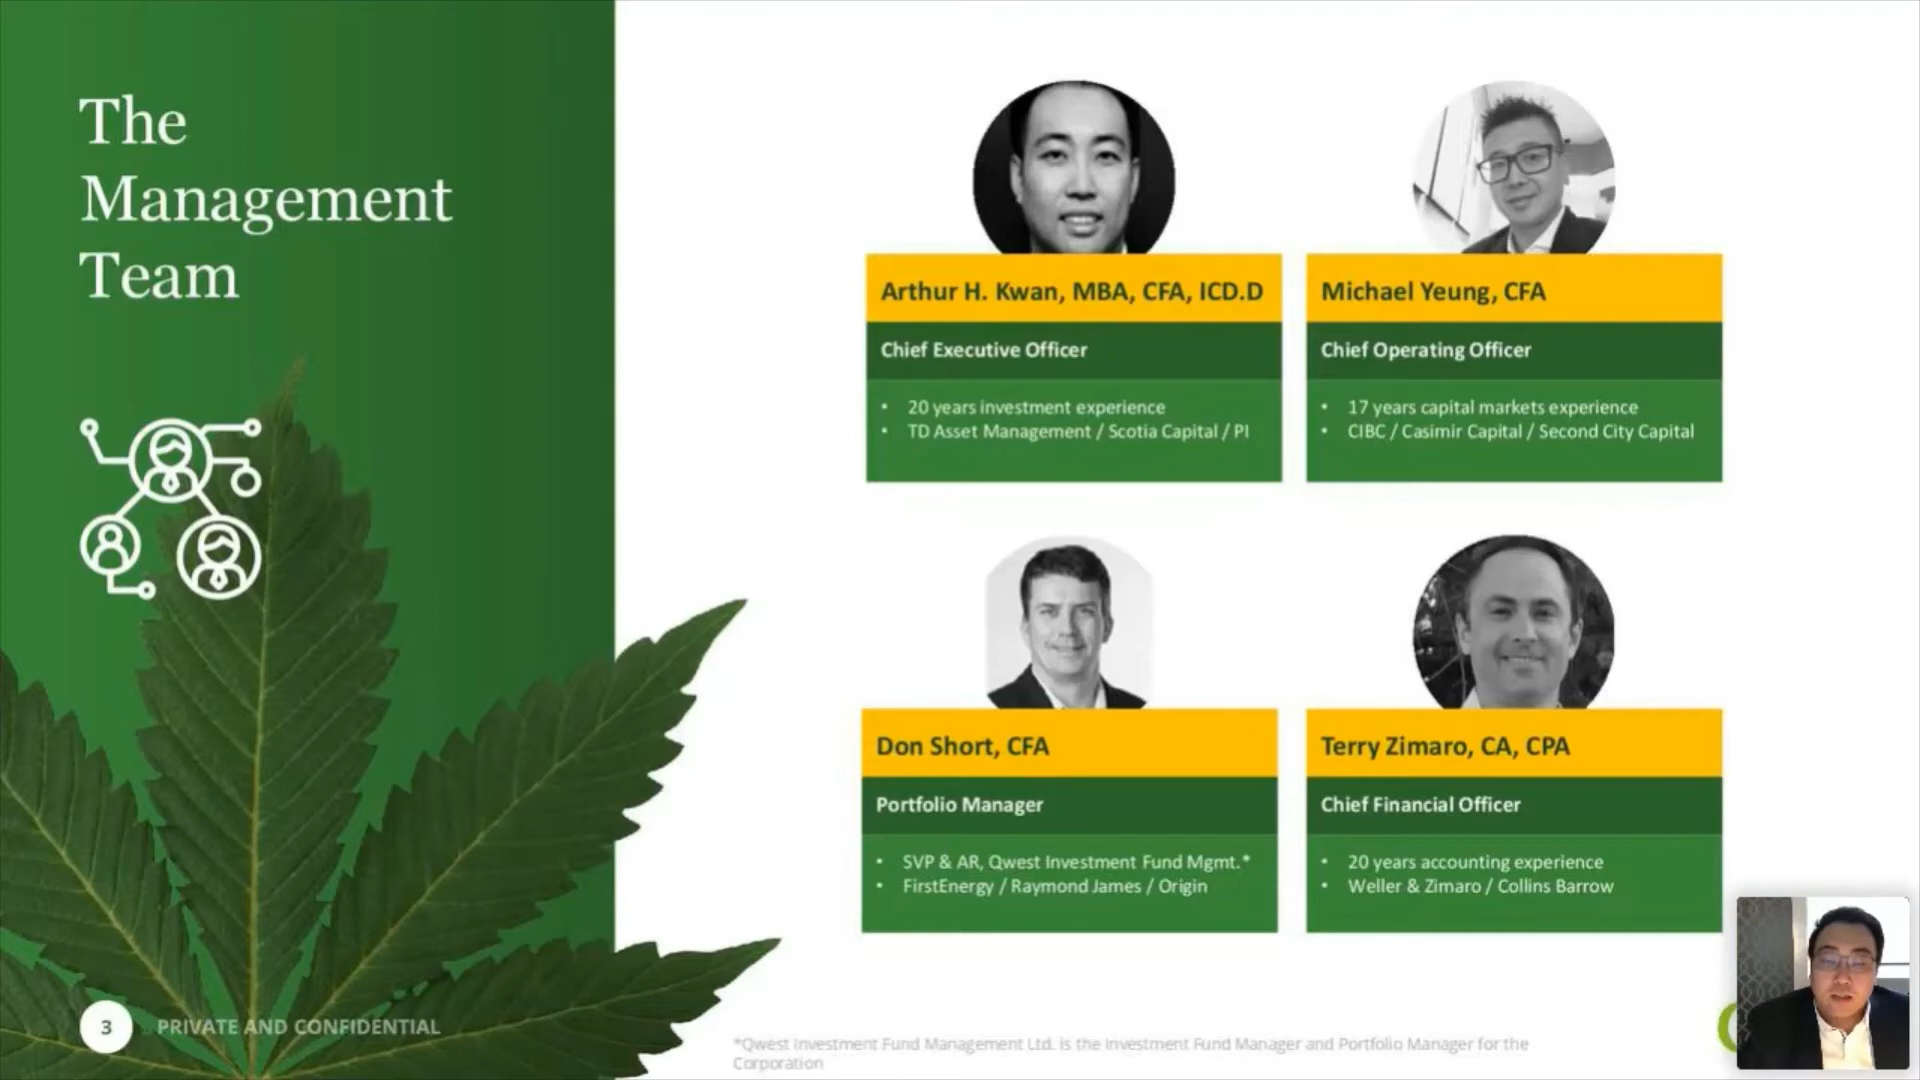 The
Management
Team
Arthur H. Kwan, MBA, CFA, ICD.D
Chief Executive Officer
• 20 years investment experience
• TD Asset Management / Scotia Capital / PI
Michael Yeung, CFA
Chief Operating Officer
• 17 years capital markets experience
• CIBC / Casimir Capital / Second City Capital
Don Short, CFA
Portfolio Manager
• SVP & AR, Qwest Investment Fund Mgmt.*
• FirstEnergy / Raymond James / Origin
Terry Zimaro, CA, CPA
Chief Financial Officer
• 20 years accounting experience
• Weller & Zimaro / Collins Barrow
3 PRIVATE AND CONFIDENTIAL
*Qwest Investment Fund Management Ltd. is the Investment Fund Manager and Portfolio Manager for the
Corporation